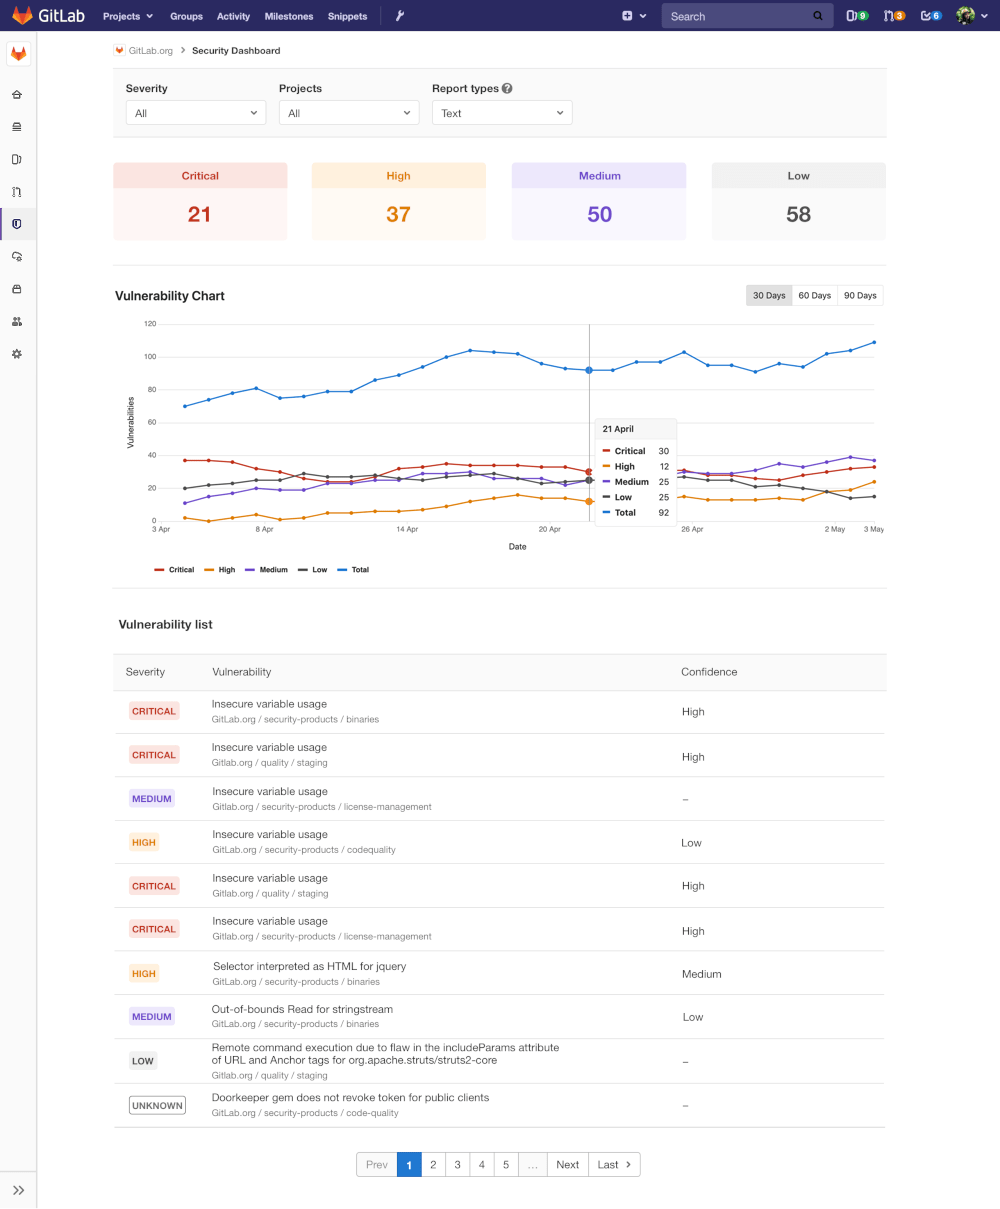 GitLab Projects Groups Activity Milestones Snippets Search 9 3 6
GitLab.org > Security Dashboard
Severity Projects Report types ?
All All Text
Critical High Medium Low
21 37 50 58
Vulnerability Chart 30 Days 60 Days 90 Days
120
100
80
60
40
20
0
Vulnerabilities
21 April
Critical 30
High 12
Medium 25
Low 25
Total 92
3 Apr 8 Apr 14 Apr 20 Apr 26 Apr 2 May 3 May
Date
Critical High Medium Low Total
Vulnerability list
Severity Vulnerability Confidence
CRITICAL Insecure variable usage High
GitLab.org / security-products / binaries
CRITICAL Insecure variable usage High
Gitlab.org / quality / staging
MEDIUM Insecure variable usage –
Gitlab.org / security-products / license-management
HIGH Insecure variable usage Low
GitLab.org / security-products / codequality
CRITICAL Insecure variable usage High
Gitlab.org / quality / staging
CRITICAL Insecure variable usage High
Gitlab.org / security-products / license-management
HIGH Selector interpreted as HTML for jquery Medium
GitLab.org / security-products / binaries
MEDIUM Out-of-bounds Read for stringstream Low
GitLab.org / security-products / binaries
LOW Remote command execution due to flaw in the includeParams attribute –
of URL and Anchor tags for org.apache.struts/struts2-core
Gitlab.org / quality / staging
UNKNOWN Doorkeeper gem does not revoke token for public clients –
GitLab.org / security-products / code-quality
Prev 1 2 3 4 5 ... Next Last >